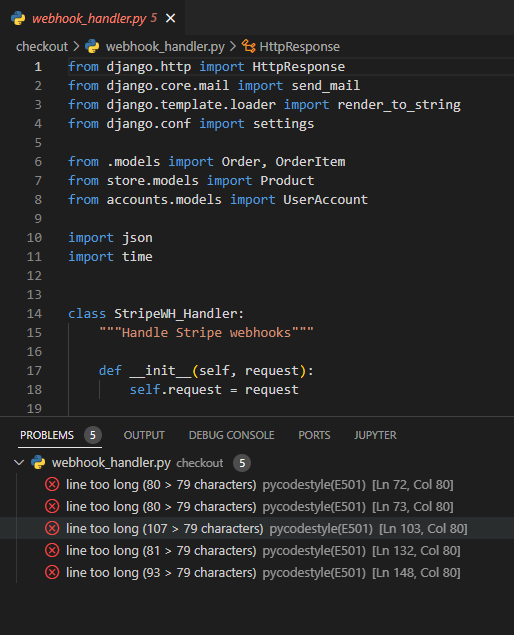 webhook_handler.py 5
checkout > webhook_handler.py > HttpResponse
1 from django.http import HttpResponse
2 from django.core.mail import send_mail
3 from django.template.loader import render_to_string
4 from django.conf import settings
5
6 from .models import Order, OrderItem
7 from store.models import Product
8 from accounts.models import UserAccount
9
10 import json
11 import time
12
13
14 class StripeWH_Handler:
15 """Handle Stripe webhooks"""
16
17 def __init__(self, request):
18 self.request = request
19
PROBLEMS 5 OUTPUT DEBUG CONSOLE PORTS JUPYTER
webhook_handler.py checkout 5
line too long (80 > 79 characters) pycodestyle(E501) [Ln 72, Col 80]
line too long (80 > 79 characters) pycodestyle(E501) [Ln 73, Col 80]
line too long (107 > 79 characters) pycodestyle(E501) [Ln 103, Col 80]
line too long (81 > 79 characters) pycodestyle(E501) [Ln 132, Col 80]
line too long (93 > 79 characters) pycodestyle(E501) [Ln 148, Col 80]